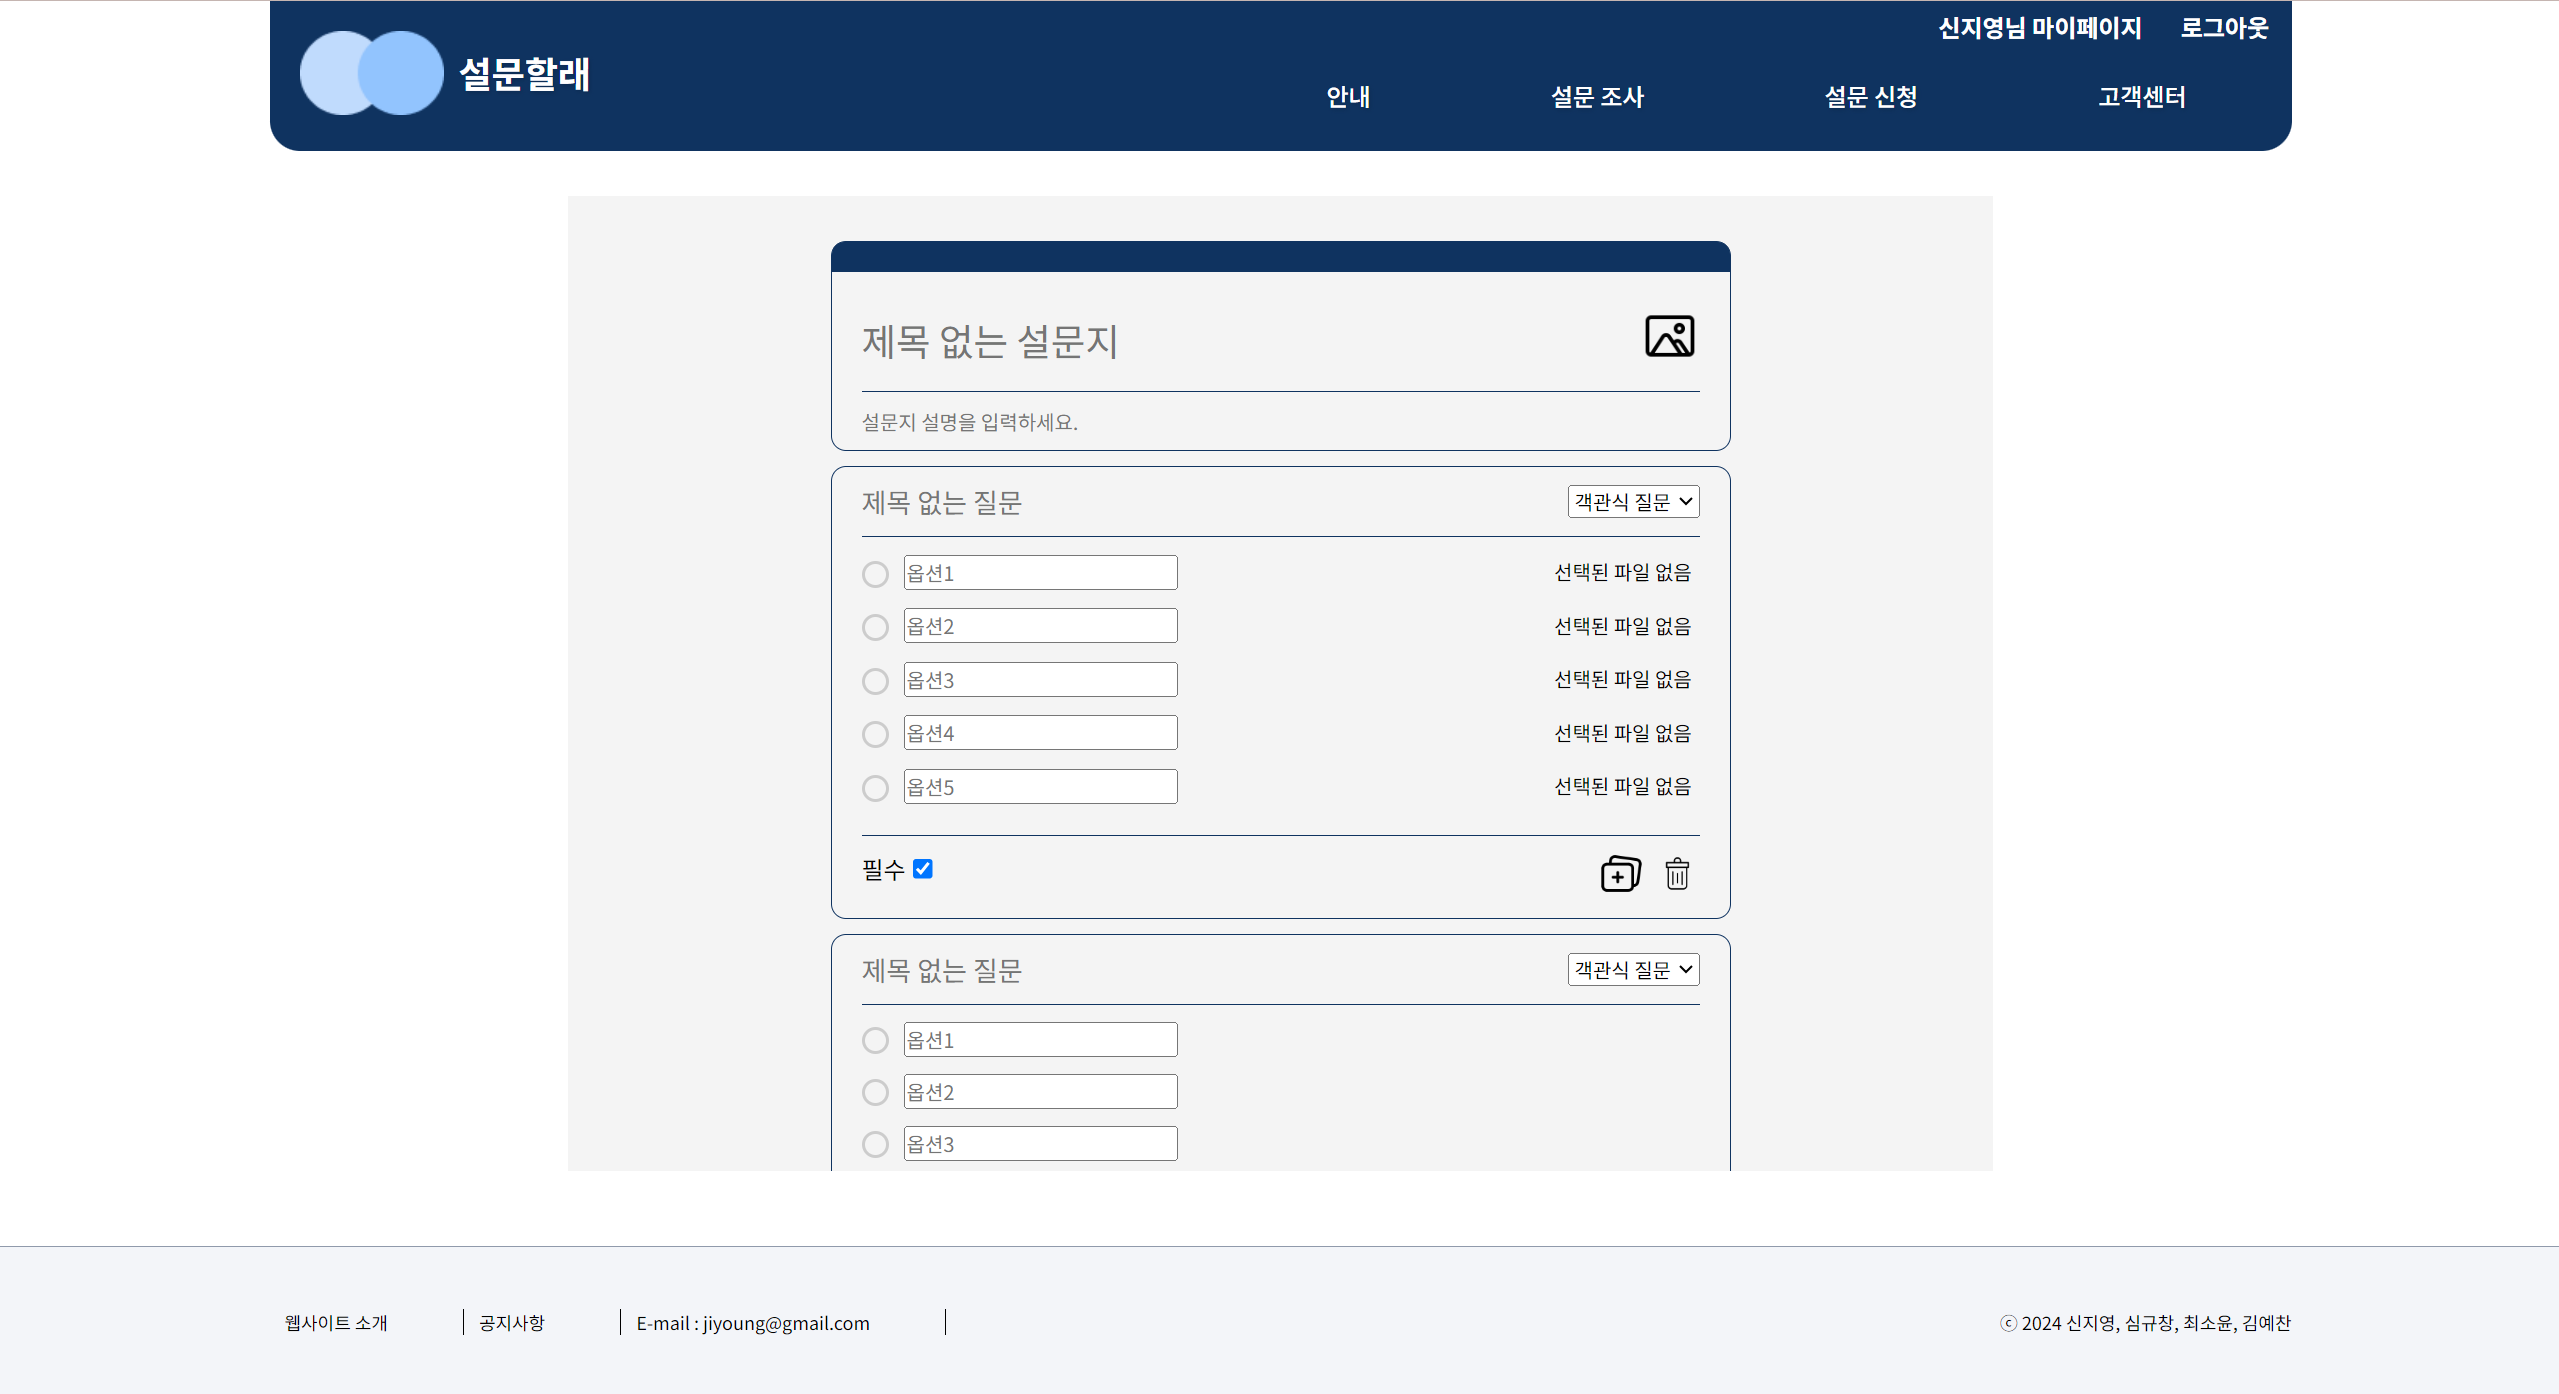 신지영님 마이페이지 로그아웃
설문할래
안내 설문 조사 설문 신청 고객센터
제목 없는 설문지
설문지 설명을 입력하세요.
제목 없는 질문 객관식 질문
옵션1 선택된 파일 없음
옵션2 선택된 파일 없음
옵션3 선택된 파일 없음
옵션4 선택된 파일 없음
옵션5 선택된 파일 없음
필수
제목 없는 질문 객관식 질문
옵션1
옵션2
옵션3
웹사이트 소개 공지사항 E-mail : jiyoung@gmail.com ⓒ 2024 신지영, 심규창, 최소윤, 김예찬